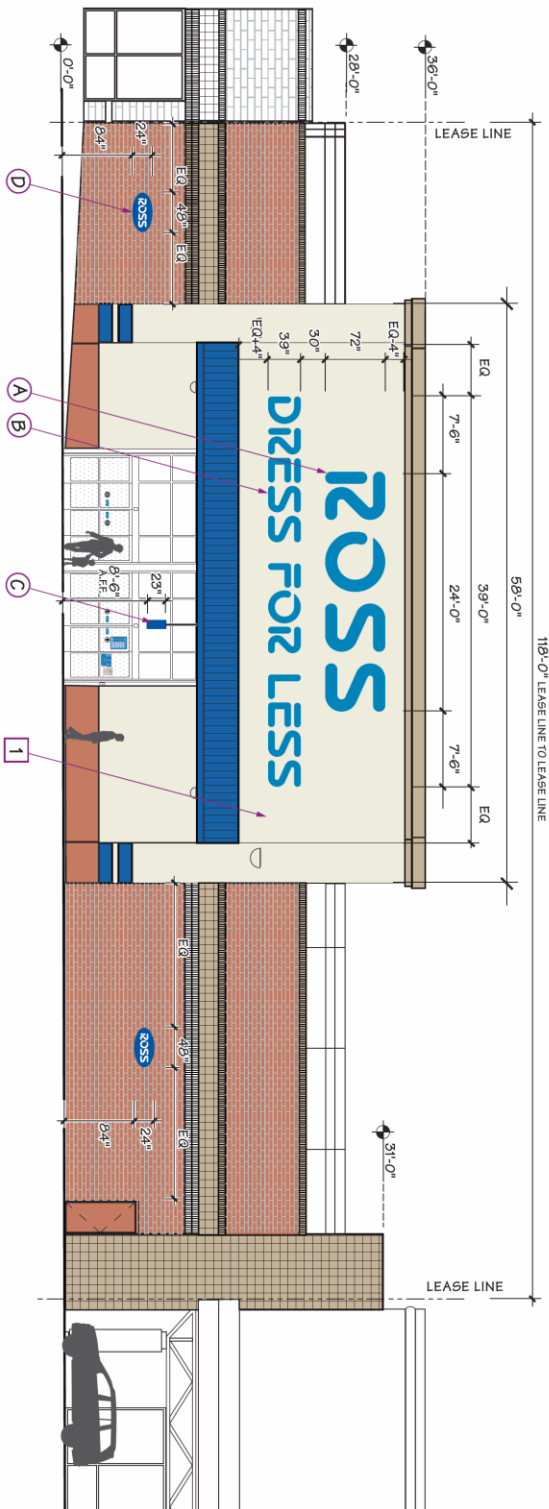 118'-0" LEASE LINE TO LEASE LINE
58'-0"
LEASE LINE
LEASE LINE
EQ
39'-0"
EQ
7'-6"
24'-0"
7'-6"
36'-0"
28'-0"
0'-0"
31'-0"
EQ-4"
72"
30"
39"
EQ+4"
ROSS
DRESS FOR LESS
EQ
48"
EQ
24"
84"
ROSS
EQ
48"
EQ
24"
84"
ROSS
23"
8'-6"
A.F.F.
D
A
B
C
1